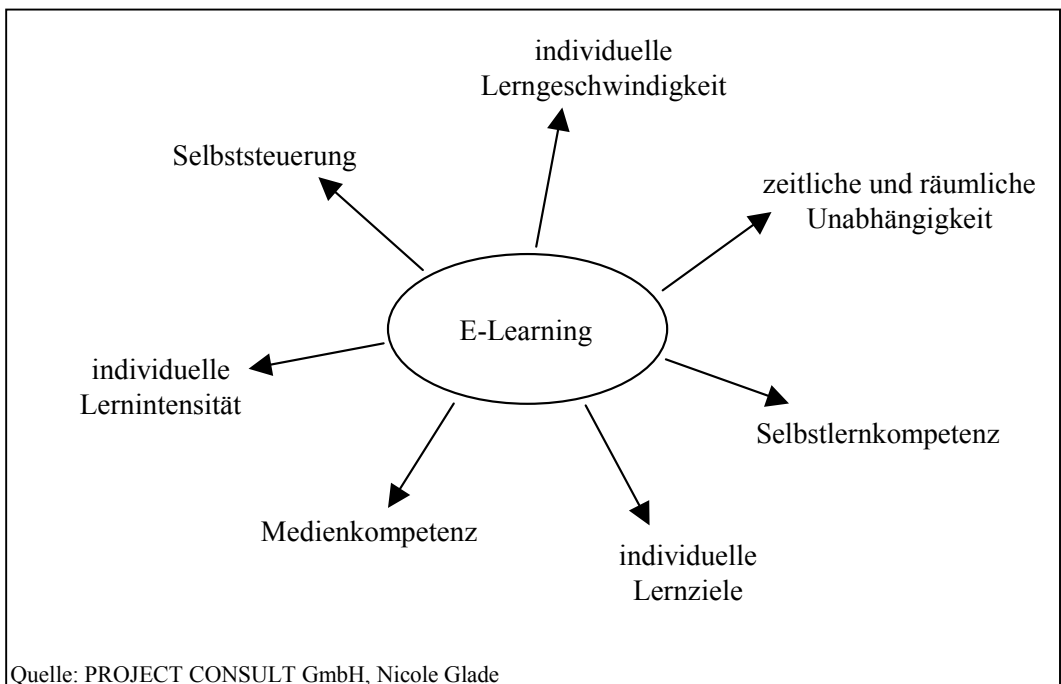 individuelle
Lerngeschwindigkeit
Selbststeuerung
zeitliche und räumliche
Unabhängigkeit
E-Learning
individuelle
Lernintensität
Selbstlernkompetenz
Medienkompetenz
individuelle
Lernziele
Quelle: PROJECT CONSULT GmbH, Nicole Glade